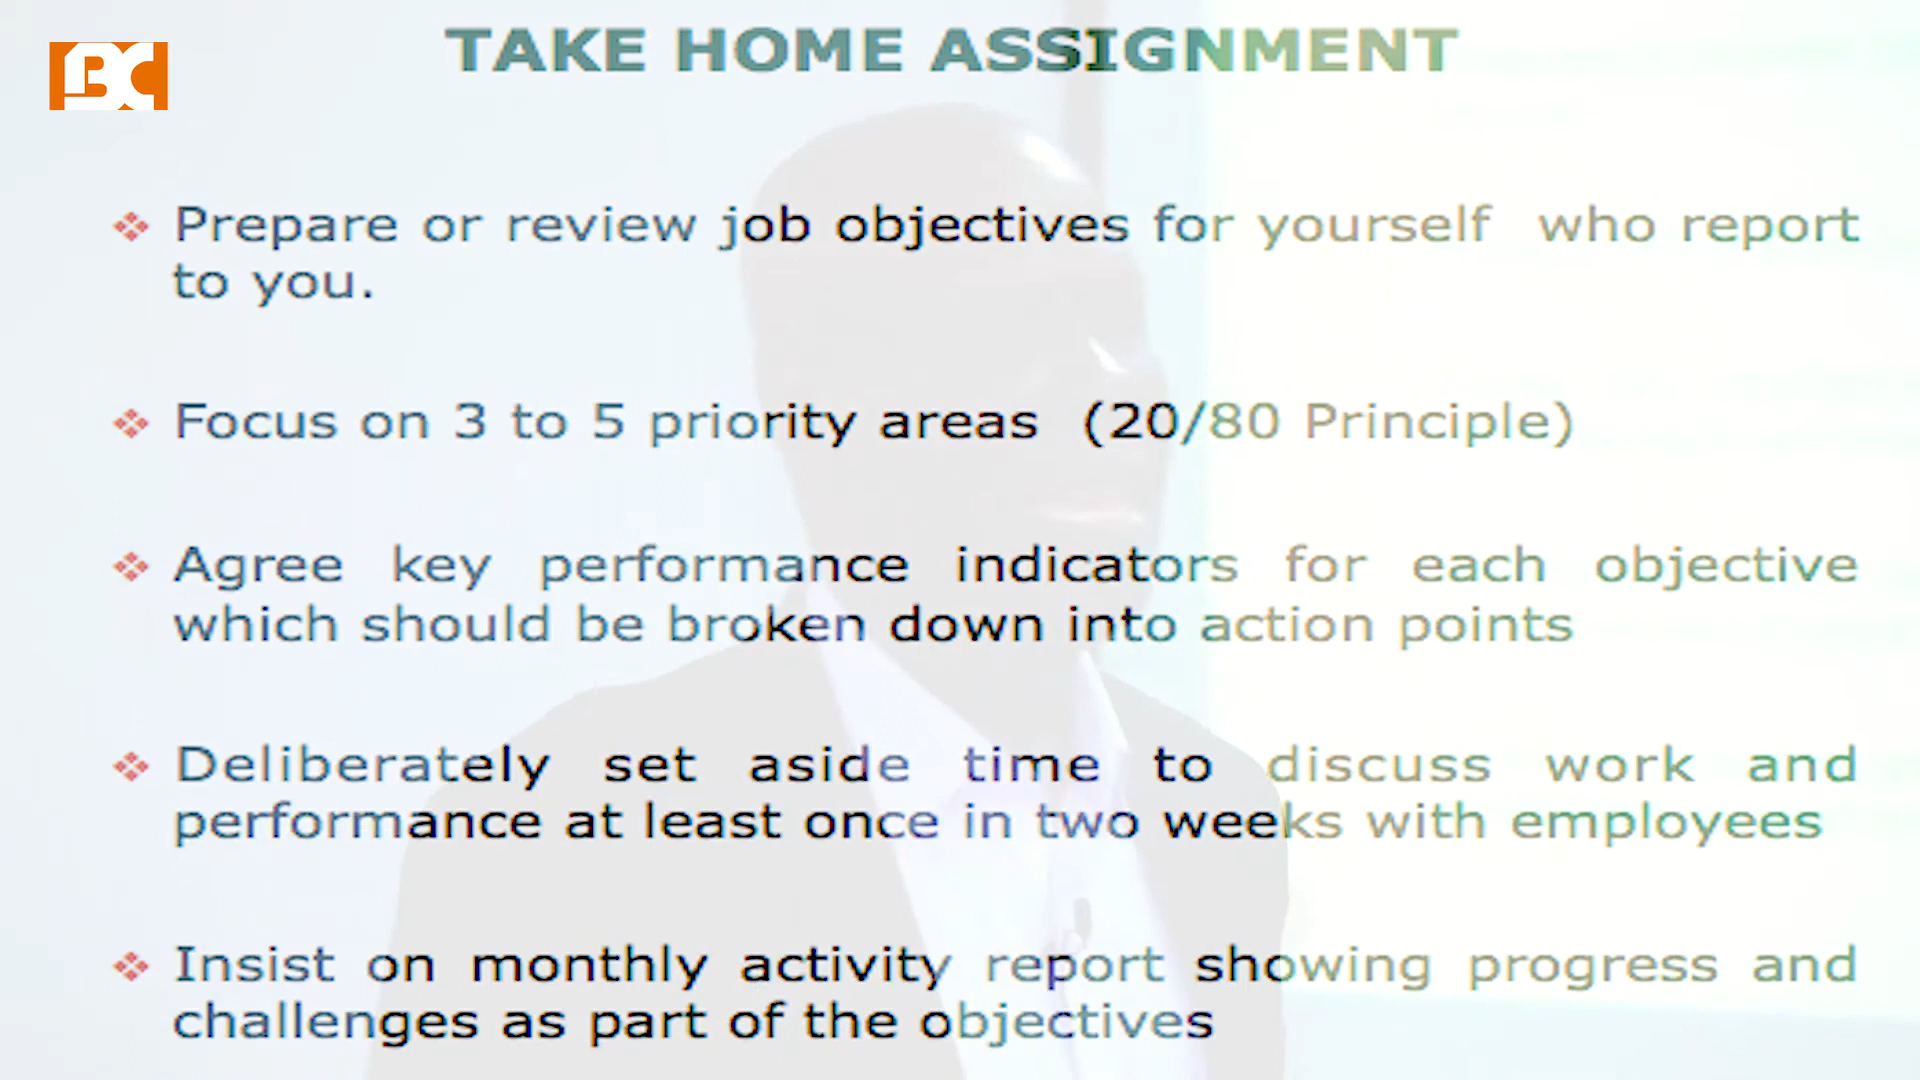 TAKE HOME ASSIGNMENT
BC
Prepare or review job objectives for yourself who report
to you.
Focus on 3 to 5 priority areas (20/80 Principle)
Agree key performance indicators for each objective
which should be broken down into action points
Deliberately set aside time to discuss work and
performance at least once in two weeks with employees
Insist on monthly activity report showing progress and
challenges as part of the objectives